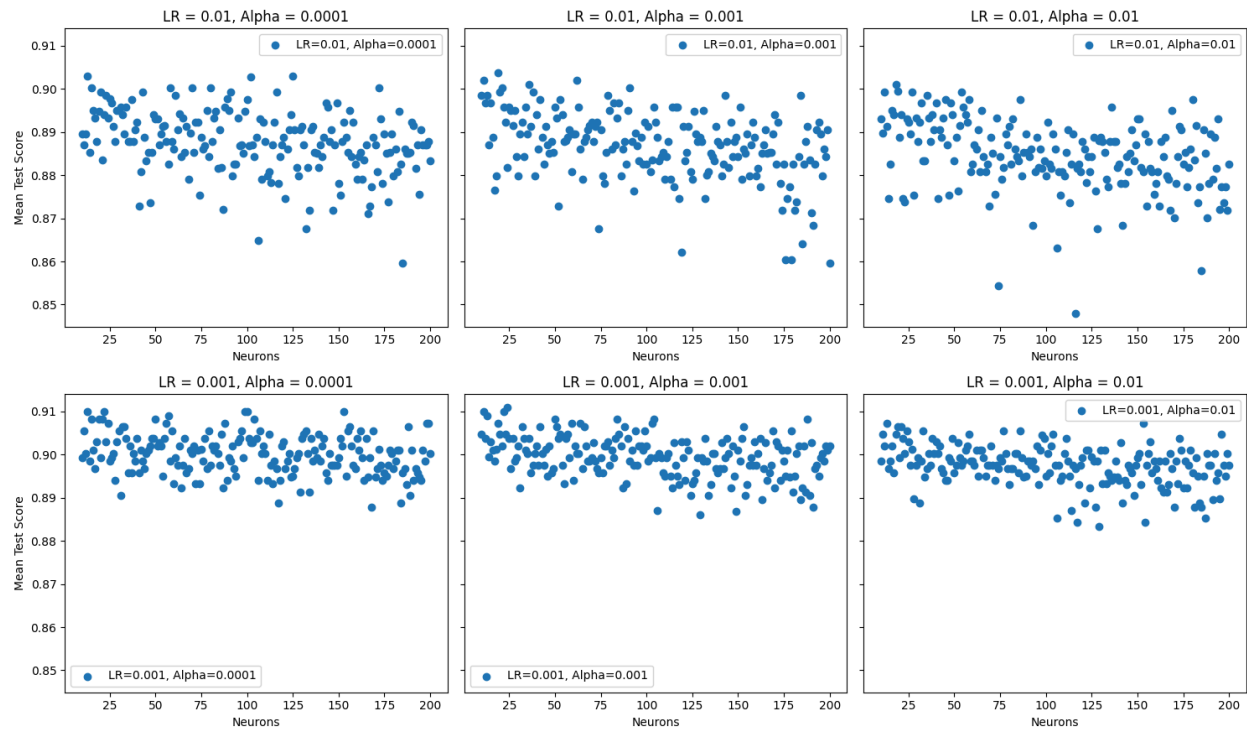 LR = 0.01, Alpha = 0.0001
LR = 0.01, Alpha = 0.001
LR = 0.01, Alpha = 0.01
LR=0.01, Alpha=0.0001
LR=0.01, Alpha=0.001
LR=0.01, Alpha=0.01
Mean Test Score
0.91
0.90
0.89
0.88
0.87
0.86
0.85
25 50 75 100 125 150 175 200
25 50 75 100 125 150 175 200
25 50 75 100 125 150 175 200
Neurons
Neurons
Neurons
LR = 0.001, Alpha = 0.0001
LR = 0.001, Alpha = 0.001
LR = 0.001, Alpha = 0.01
LR=0.001, Alpha=0.01
Mean Test Score
0.91
0.90
0.89
0.88
0.87
0.86
0.85
LR=0.001, Alpha=0.0001
LR=0.001, Alpha=0.001
25 50 75 100 125 150 175 200
25 50 75 100 125 150 175 200
25 50 75 100 125 150 175 200
Neurons
Neurons
Neurons